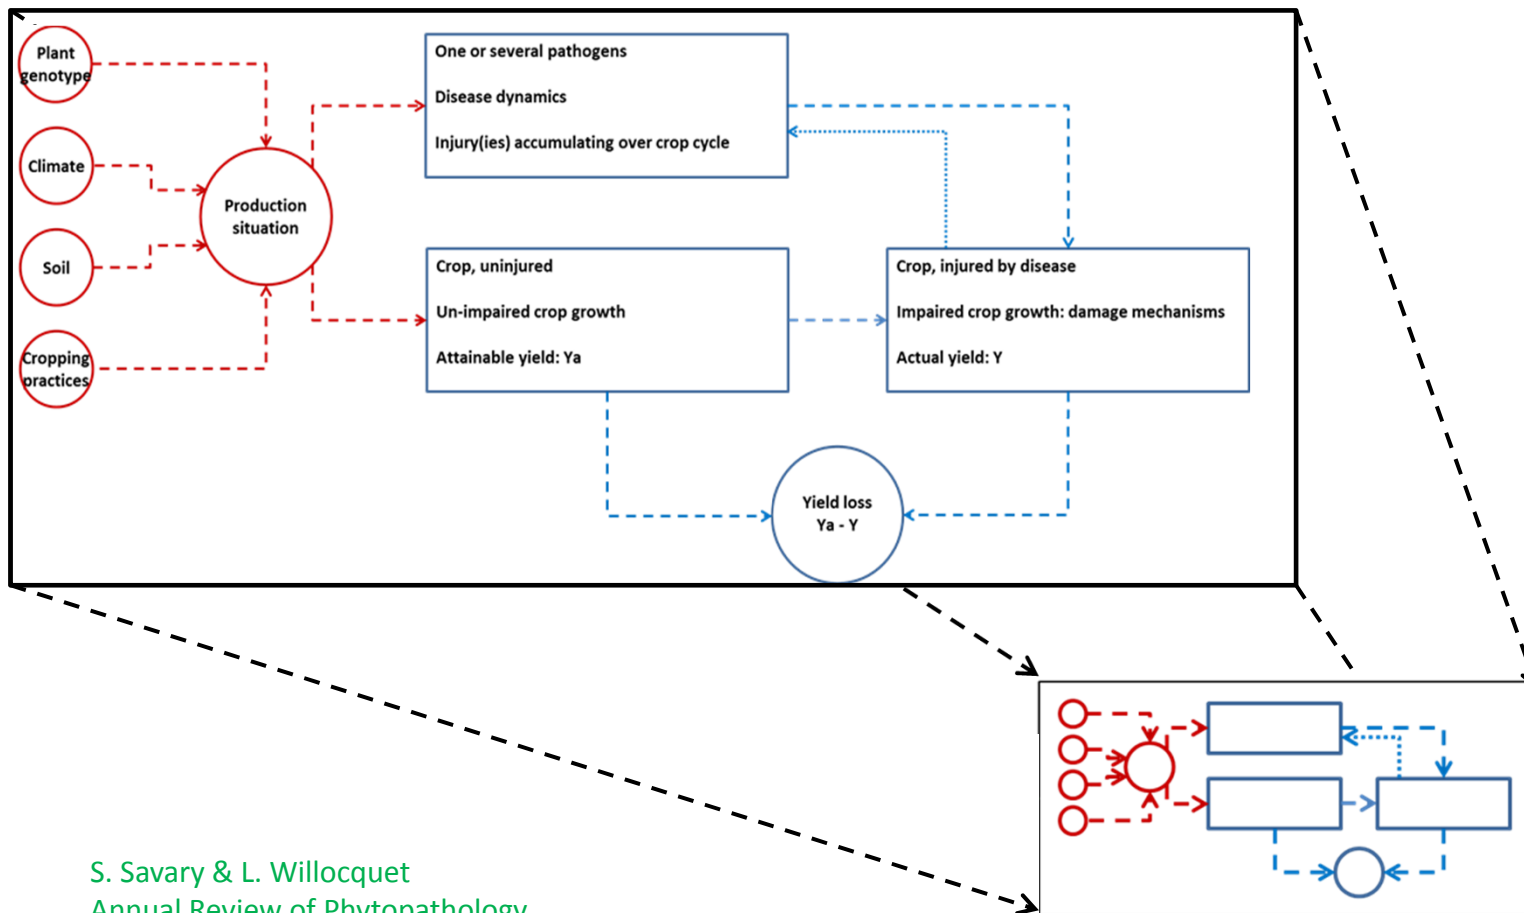 Plant
genotype
Climate
Soil
Cropping
practices
Production
situation
One or several pathogens
Disease dynamics
Injury(ies) accumulating over crop cycle
Crop, uninjured
Un-impaired crop growth
Attainable yield: Ya
Crop, injured by disease
Impaired crop growth: damage mechanisms
Actual yield: Y
Yield loss
Ya - Y
S. Savary & L. Willocquet
Annual Review of Phytopathology